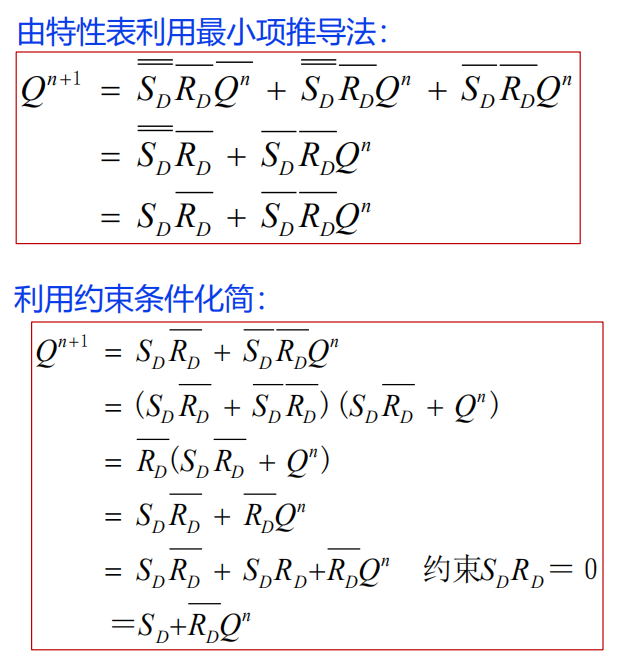 由特性表利用最小项推导法：
$Q^{n+1} = \overline{\overline{S_D}}\,\overline{R_D}\,\overline{Q^n} + \overline{\overline{S_D}}\,\overline{R_D}Q^n + \overline{S_D}\,\overline{R_D}Q^n$
$= \overline{\overline{S_D}}\,\overline{R_D} + \overline{S_D}\,\overline{R_D}Q^n$
$= S_D\overline{R_D} + \overline{S_D}\,\overline{R_D}Q^n$
利用约束条件化简：
$Q^{n+1} = S_D\overline{R_D} + \overline{S_D}\,\overline{R_D}Q^n$
$= (S_D\overline{R_D} + \overline{S_D}\,\overline{R_D})(S_D\overline{R_D} + Q^n)$
$= \overline{R_D}(S_D\overline{R_D} + Q^n)$
$= S_D\overline{R_D} + \overline{R_D}Q^n$
$= S_D\overline{R_D} + S_DR_D + \overline{R_D}Q^n$ 约束$S_DR_D = 0$
$= S_D + \overline{R_D}Q^n$